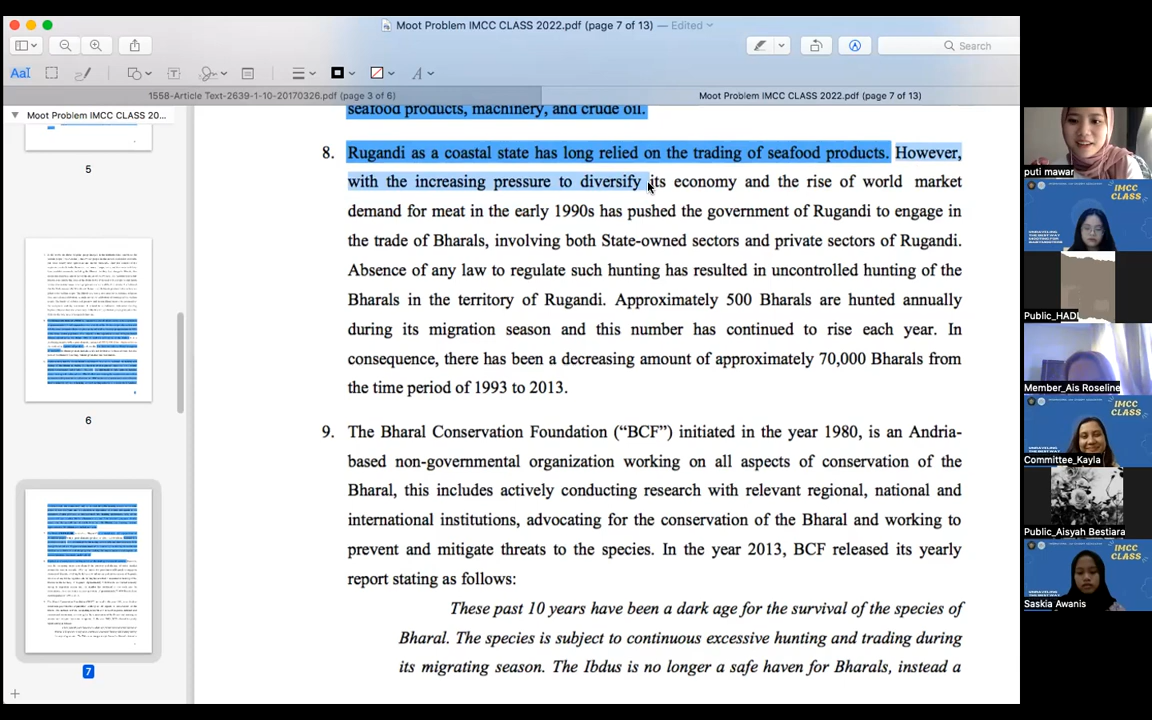 Moot Problem IMCC CLASS 2022.pdf (page 7 of 13) — Edited
Search
AaI
A
1558-Article Text-2639-1-10-20170326.pdf (page 3 of 6)
Moot Problem IMCC CLASS 2022.pdf (page 7 of 13)
Moot Problem IMCC CLASS 20...
5
6
7
seafood products, machinery, and crude oil.
8. Rugandi as a coastal state has long relied on the trading of seafood products. However,
with the increasing pressure to diversify its economy and the rise of world market
demand for meat in the early 1990s has pushed the government of Rugandi to engage in
the trade of Bharals, involving both State-owned sectors and private sectors of Rugandi.
Absence of any law to regulate such hunting has resulted in uncontrolled hunting of the
Bharals in the territory of Rugandi. Approximately 500 Bharals are hunted annually
during its migration season and this number has continued to rise each year. In
consequence, there has been a decreasing amount of approximately 70,000 Bharals from
the time period of 1993 to 2013.
9. The Bharal Conservation Foundation (“BCF”) initiated in the year 1980, is an Andria-
based non-governmental organization working on all aspects of conservation of the
Bharal, this includes actively conducting research with relevant regional, national and
international institutions, advocating for the conservation of the Bharal and working to
prevent and mitigate threats to the species. In the year 2013, BCF released its yearly
report stating as follows:
These past 10 years have been a dark age for the survival of the species of
Bharal. The species is subject to continuous excessive hunting and trading during
its migrating season. The Ibdus is no longer a safe haven for Bharals, instead a
puti mawar
IMCC
CLASS
Public_HADI
Member_Ais Roseline
IMCC
CLASS
Committee_Kayla
Public_Aisyah Bestiara
IMCC
CLASS
Saskia Awanis